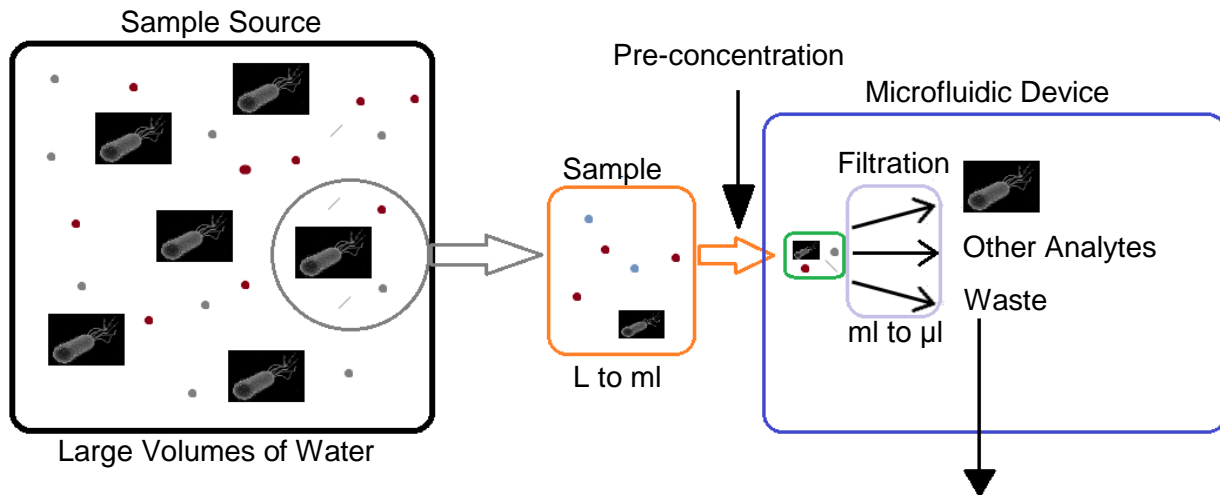 Sample Source
Pre-concentration
Microfluidic Device
Sample
Filtration
Other Analytes
Waste
ml to µl
L to ml
Large Volumes of Water